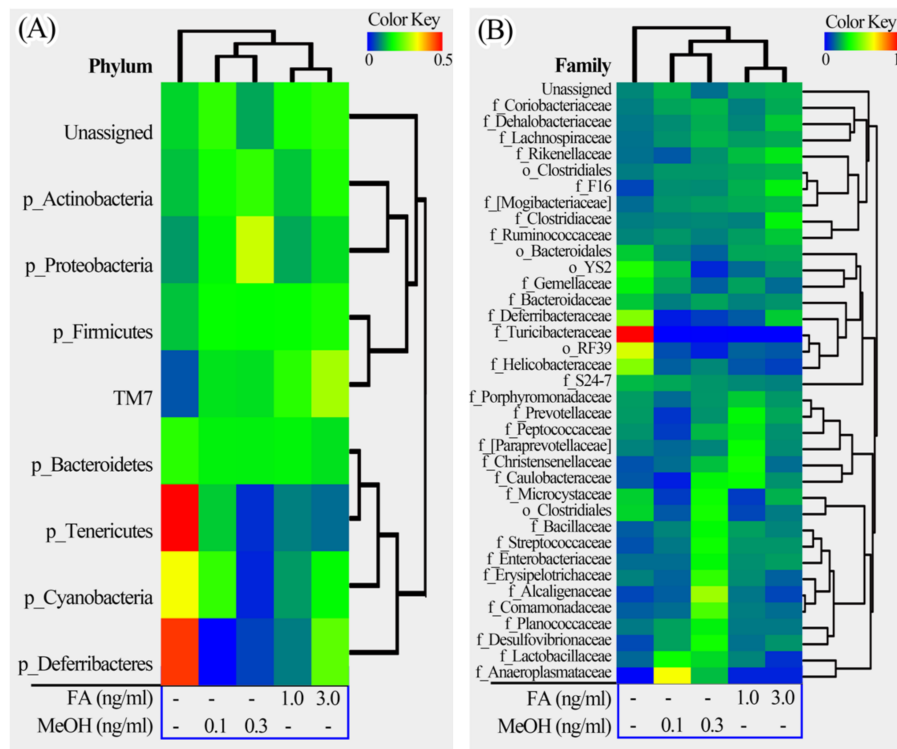 (A)
Color Key
0 0.5
Phylum
Unassigned
p_Actinobacteria
p_Proteobacteria
p_Firmicutes
TM7
p_Bacteroidetes
p_Tenericutes
p_Cyanobacteria
p_Deferribacteres
FA (ng/ml) - - - 1.0 3.0
MeOH (ng/ml) - 0.1 0.3 - -
(B)
Color Key
0
Family
Unassigned
f_Coriobacteriaceae
f_Dehalobacteriaceae
f_Lachnospiraceae
f_Rikenellaceae
o_Clostridiales
f_F16
f_[Mogibacteriaceae]
f_Clostridiaceae
f_Ruminococcaceae
o_Bacteroidales
o_YS2
f_Gemellaceae
f_Bacteroidaceae
f_Deferribacteraceae
f_Turicibacteraceae
o_RF39
f_Helicobacteraceae
f_S24-7
f_Porphyromonadaceae
f_Prevotellaceae
f_Peptococcaceae
f_[Paraprevotellaceae]
f_Christensenellaceae
f_Caulobacteraceae
f_Microcystaceae
o_Clostridiales
f_Bacillaceae
f_Streptococcaceae
f_Enterobacteriaceae
f_Erysipelotrichaceae
f_Alcaligenaceae
f_Comamonadaceae
f_Planococcaceae
f_Desulfovibrionaceae
f_Lactobacillaceae
f_Anaeroplasmataceae
FA (ng/ml) - - - 1.0 3.0
MeOH (ng/ml) - 0.1 0.3 - -